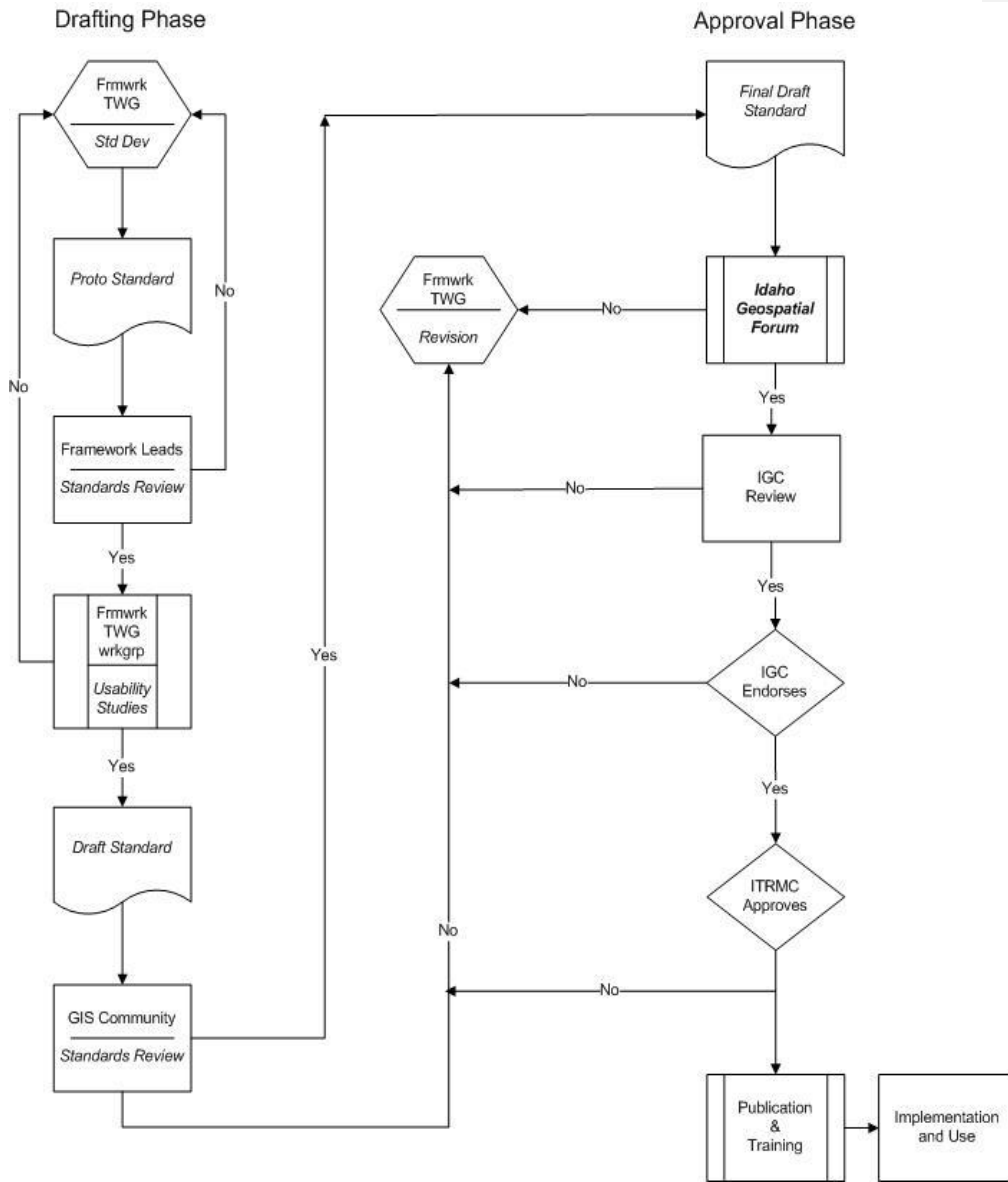 Drafting Phase
Frmwrk
TWG
Std Dev
Proto Standard
No
No
Framework Leads
Standards Review
Yes
Frmwrk
TWG
wrkgrp
Usability
Studies
Yes
Draft Standard
GIS Community
Standards Review
Yes
Approval Phase
Final Draft
Standard
Idaho
Geospatial
Forum
No
Frmwrk
TWG
Revision
Yes
IGC
Review
No
Yes
IGC
Endorses
No
Yes
ITRMC
Approves
No
No
Publication
&
Training
Implementation
and Use